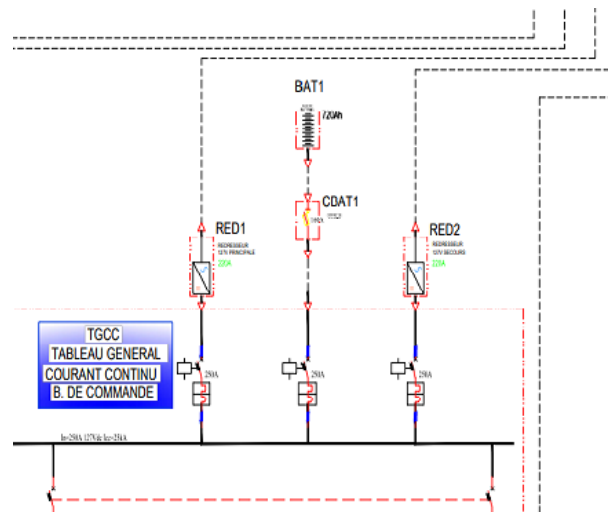 BAT1
720Ah
CDAT1
RED1
REDRESSEUR
127V PRINCIPALE
220A
RED2
REDRESSEUR
127V SECOURS
220A
TGCC
TABLEAU GENERAL
COURANT CONTINU
B. DE COMMANDE
250A
250A
250A
In=250A 127Vdc Icc=25kA